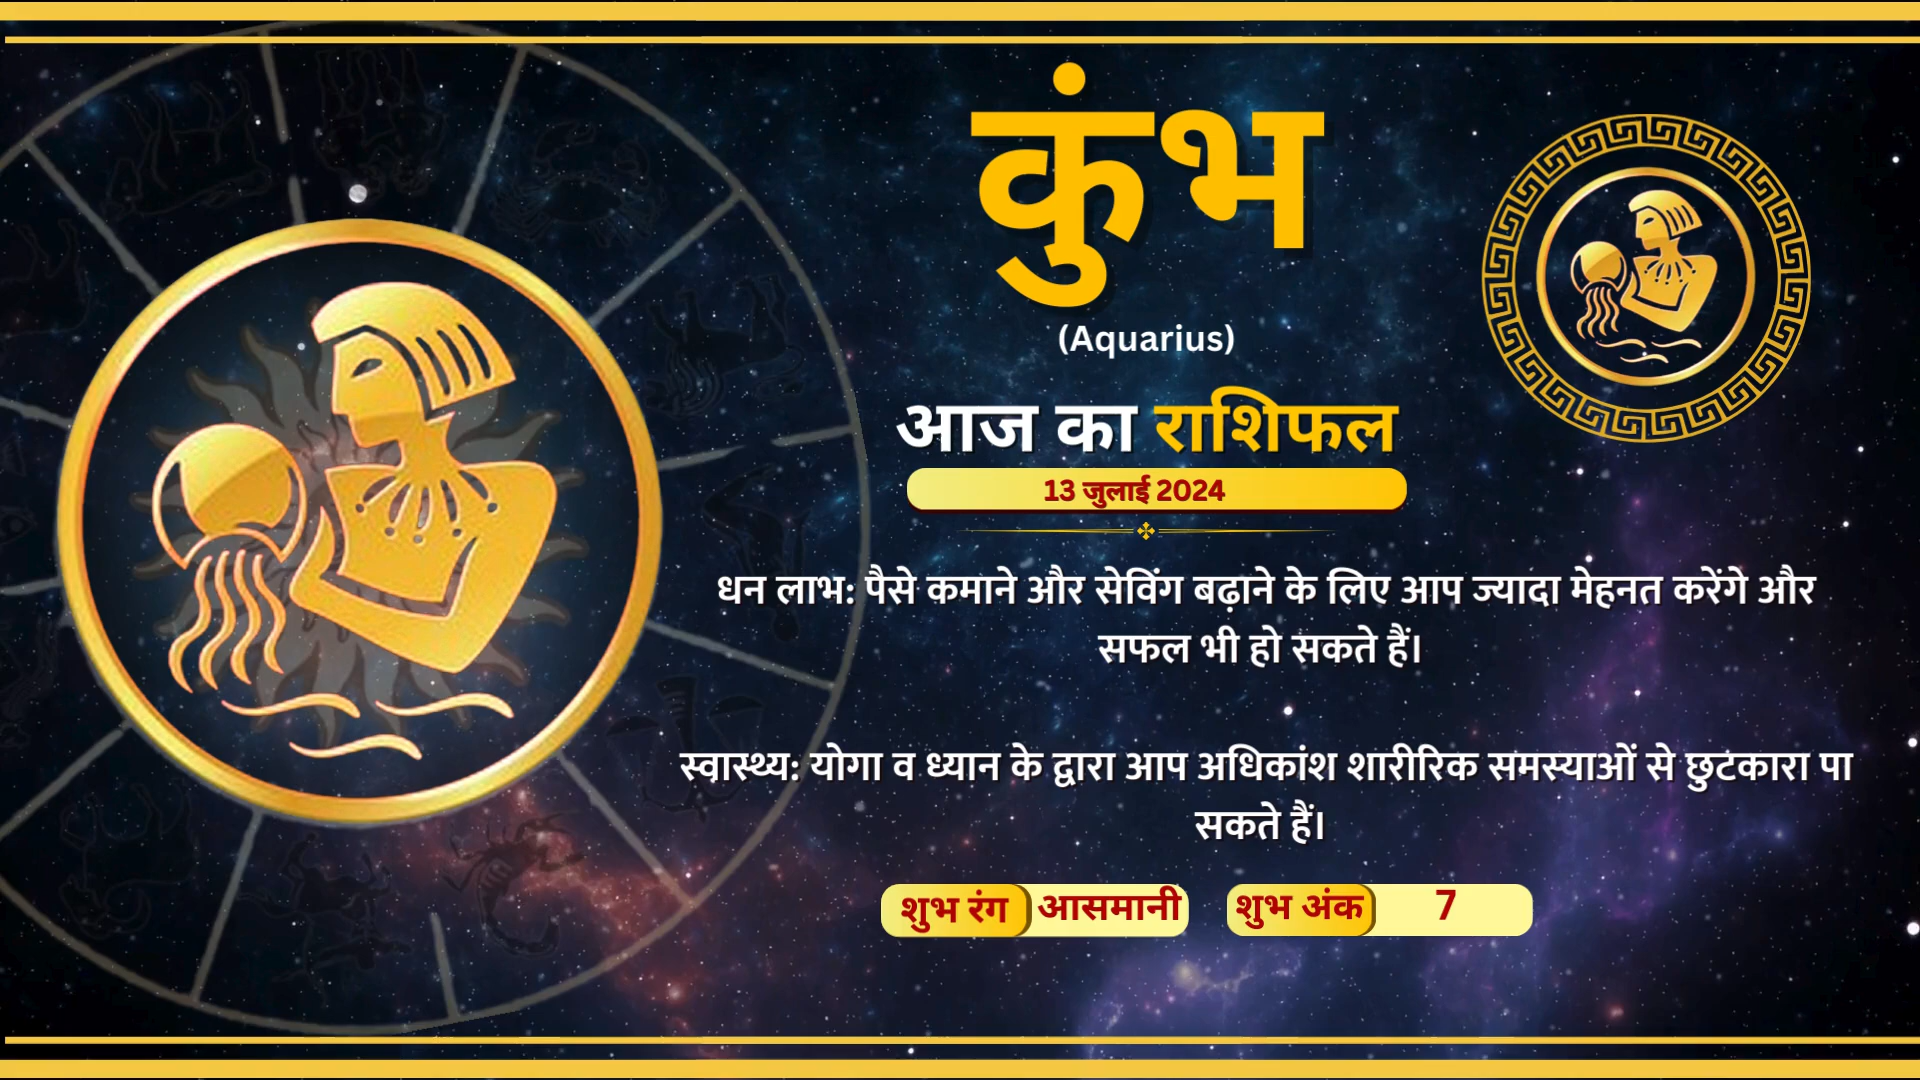 कुंभ
(Aquarius)
आज का राशिफल
13 जुलाई 2024
धन लाभ: पैसे कमाने और सेविंग बढ़ाने के लिए आप ज्यादा मेहनत करेंगे और
सफल भी हो सकते हैं।
स्वास्थ्य: योगा व ध्यान के द्वारा आप अधिकांश शारीरिक समस्याओं से छुटकारा पा
सकते हैं।
शुभ रंग आसमानी शुभ अंक 7